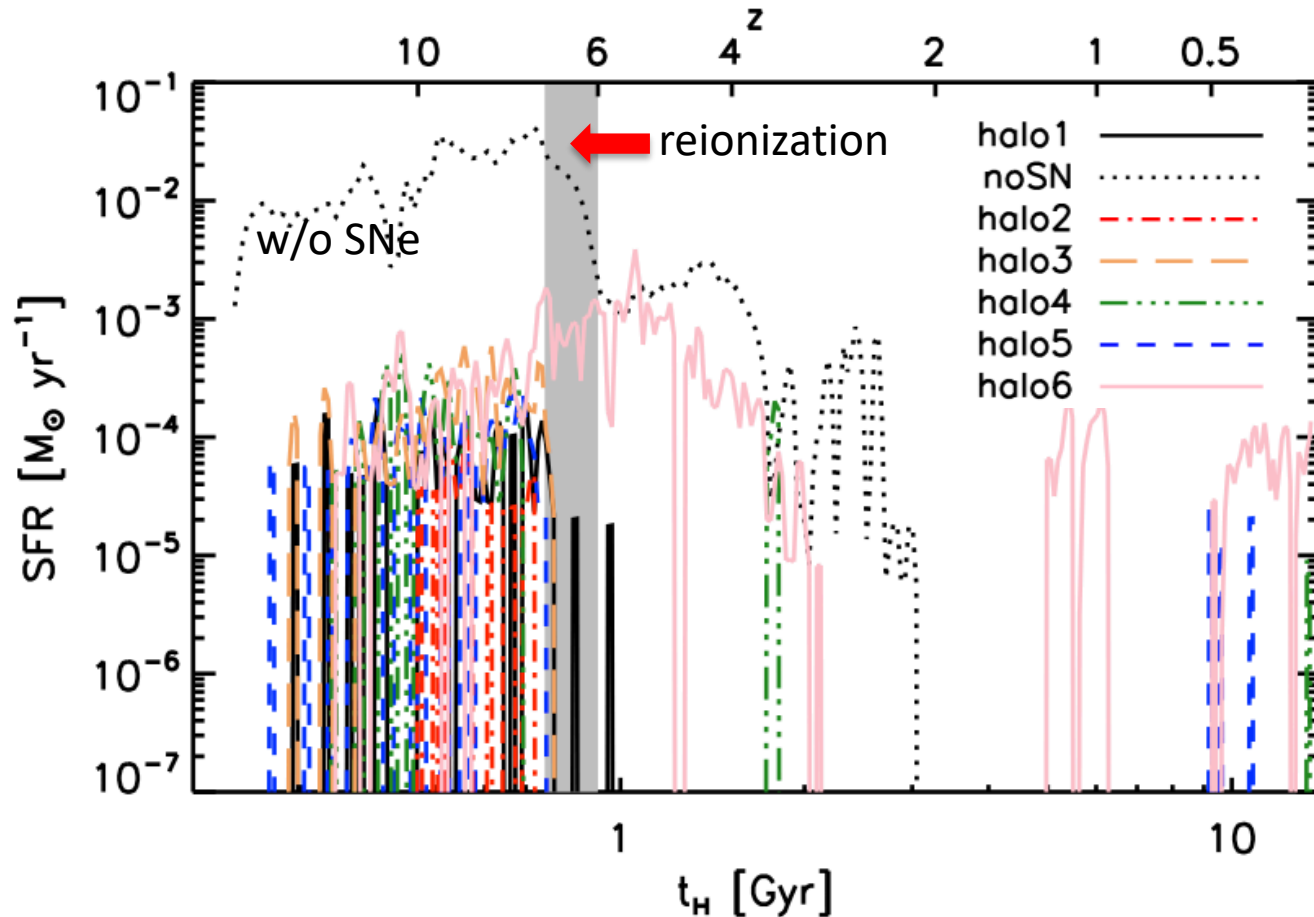 z
10 6 4 2 1 0.5
10⁻¹
10⁻²
10⁻³
10⁻⁴
10⁻⁵
10⁻⁶
10⁻⁷
SFR [M⊙ yr⁻¹]
reionization
w/o SNe
halo1
noSN
halo2
halo3
halo4
halo5
halo6
1 10
t_H [Gyr]